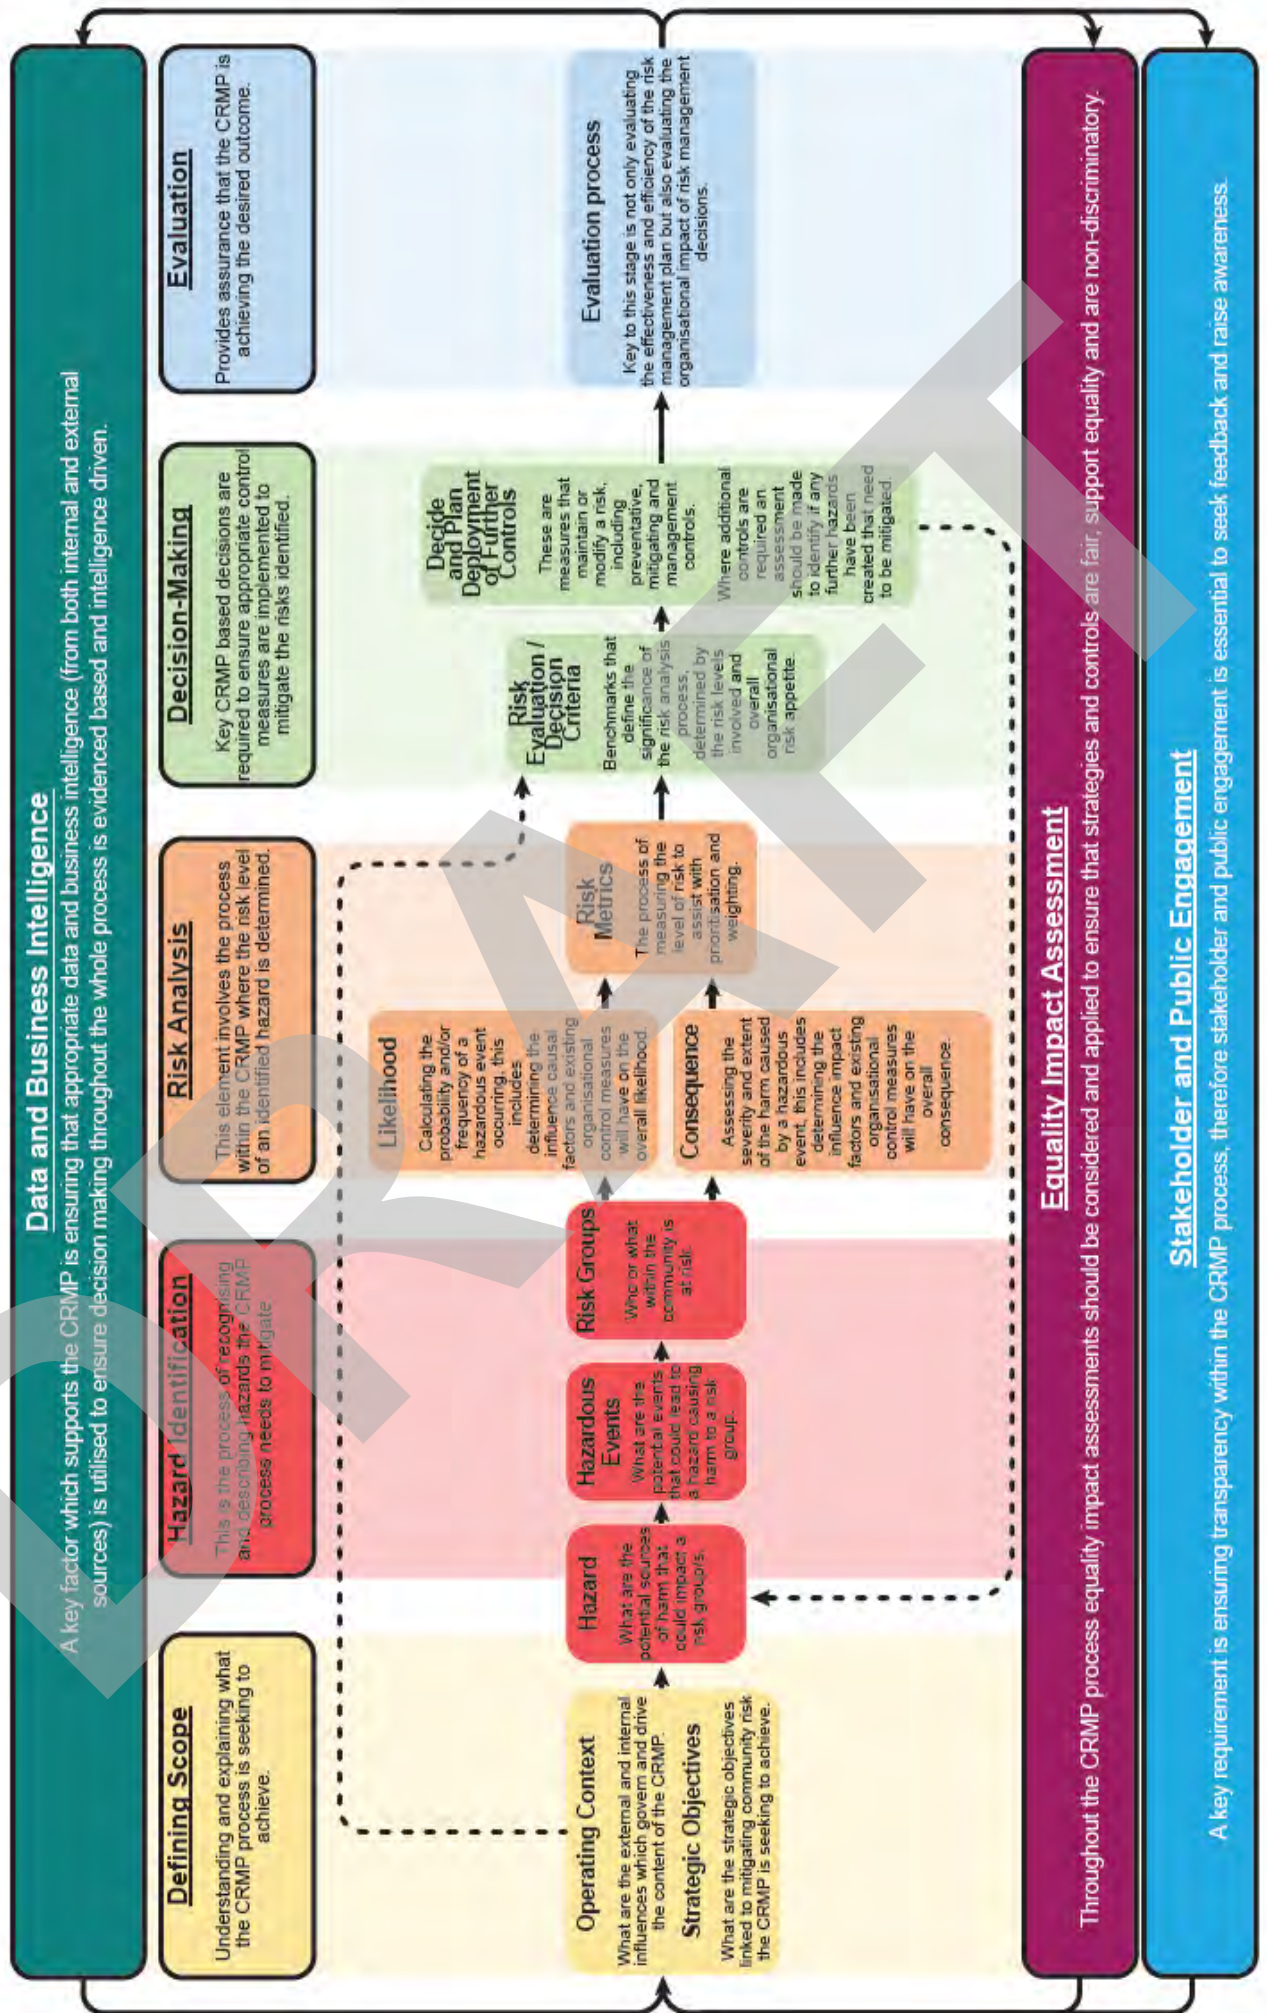 Data and Business Intelligence
A key factor which supports the CRMP is ensuring that appropriate data and business intelligence (from both internal and external
sources) is utilised to ensure decision making throughout the whole process is evidenced based and intelligence driven.
Defining Scope
Understanding and explaining what
the CRMP process is seeking to
achieve.
Hazard Identification
This is the process of recognising
and describing hazards the CRMP
process needs to mitigate
Risk Analysis
This element involves the process
within the CRMP where the risk level
of an identified hazard is determined.
Decision-Making
Key CRMP based decisions are
required to ensure appropriate control
measures are implemented to
mitigate the risks identified.
Evaluation
Provides assurance that the CRMP is
achieving the desired outcome.
Operating Context
What are the external and internal
influences which govern and drive
the content of the CRMP.
Strategic Objectives
What are the strategic objectives
linked to mitigating community risk
the CRMP is seeking to achieve.
Hazard
What are the
potential sources
of harm that
could impact a
risk group/s.
Hazardous
Events
What are the
potential events
that could lead to
a hazard causing
harm to a risk
group.
Risk Groups
Who or what
within the
community is
at risk.
Likelihood
Calculating the
probability and/or
frequency of a
hazardous event
occurring, this
includes
determining the
influence causal
factors and existing
organisational
control measures
will have on the
overall likelihood.
Consequence
Assessing the
severity and extent
of the harm caused
by a hazardous
event, this includes
determining the
influence impact
factors and existing
organisational
control measures
will have on the
overall
consequence.
Risk
Metrics
The process of
measuring the
level of risk to
assist with
prioritisation and
weighting.
Risk
Evaluation /
Decision
Criteria
Benchmarks that
define the
significance of
the risk analysis
process,
determined by
the risk levels
involved and
overall
organisational
risk appetite.
Decide
and Plan
Deployment
of Further
Controls
These are
measures that
maintain or
modify a risk,
including
preventative,
mitigating and
management
controls.
Where additional
controls are
required an
assessment
should be made
to identify if any
further hazards
have been
created that need
to be mitigated.
Evaluation process
Key to this stage is not only evaluating
the effectiveness and efficiency of the risk
management plan but also evaluating the
organisational impact of risk management
decisions.
Equality Impact Assessment
Throughout the CRMP process equality impact assessments should be considered and applied to ensure that strategies and controls are fair, support equality and are non-discriminatory.
Stakeholder and Public Engagement
A key requirement is ensuring transparency within the CRMP process, therefore stakeholder and public engagement is essential to seek feedback and raise awareness.
DRAFT